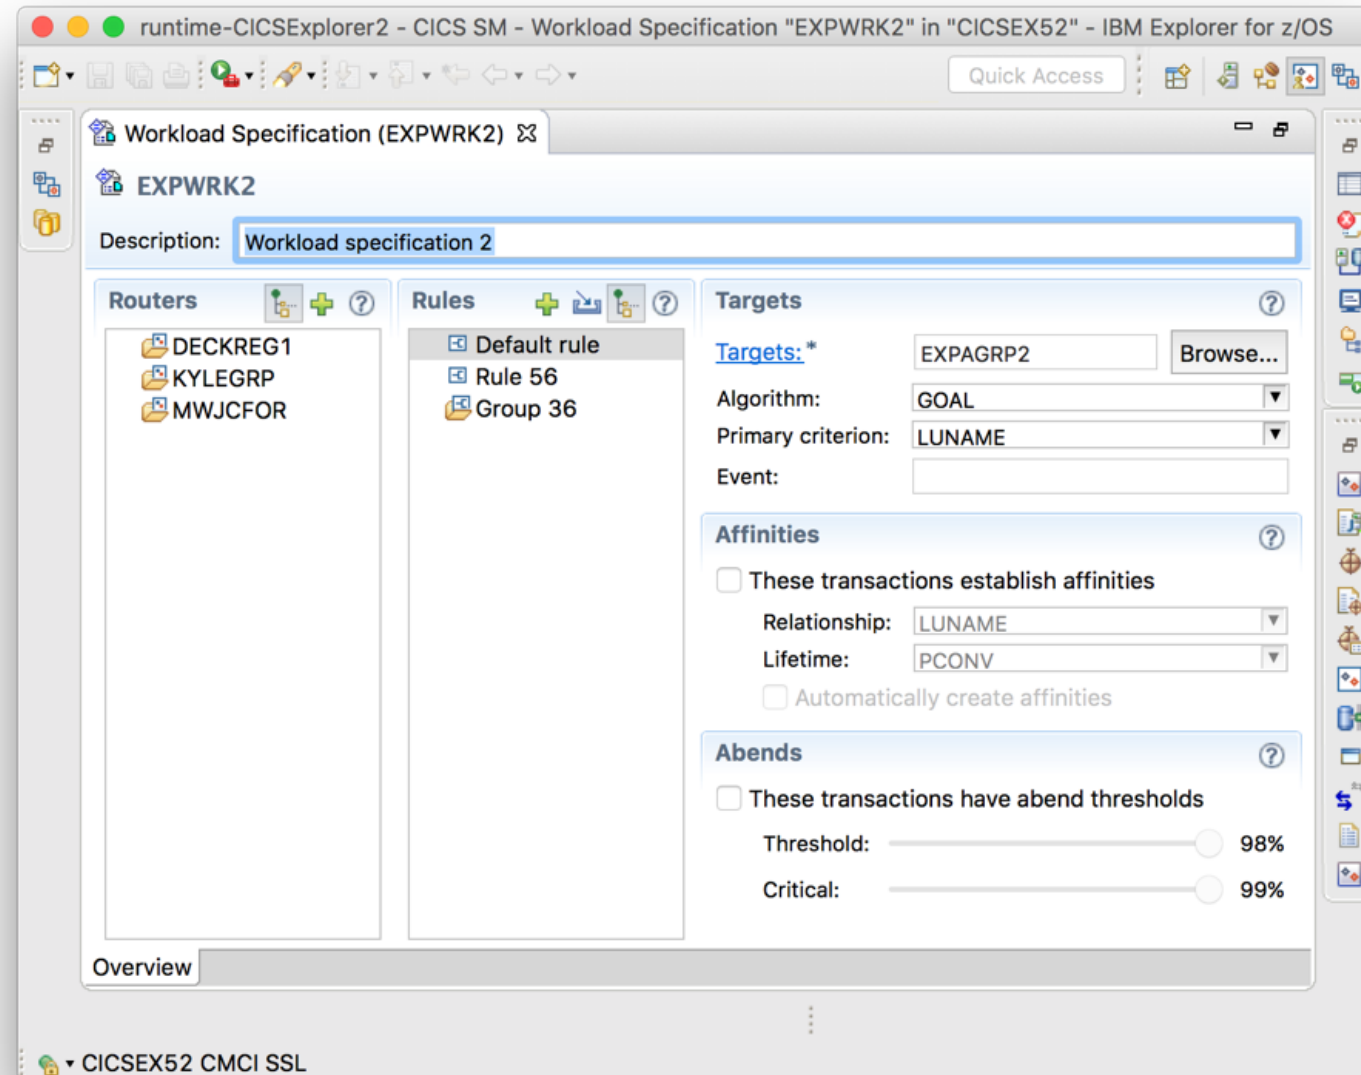 runtime-CICSExplorer2 - CICS SM - Workload Specification "EXPWRK2" in "CICSEX52" - IBM Explorer for z/OS
Quick Access
Workload Specification (EXPWRK2)
EXPWRK2
Description: Workload specification 2
Routers
DECKREG1
KYLEGRP
MWJCFOR
Rules
Default rule
Rule 56
Group 36
Targets
Targets:* EXPAGRP2 Browse...
Algorithm: GOAL
Primary criterion: LUNAME
Event:
Affinities
These transactions establish affinities
Relationship: LUNAME
Lifetime: PCONV
Automatically create affinities
Abends
These transactions have abend thresholds
Threshold: 98%
Critical: 99%
Overview
CICSEX52 CMCI SSL